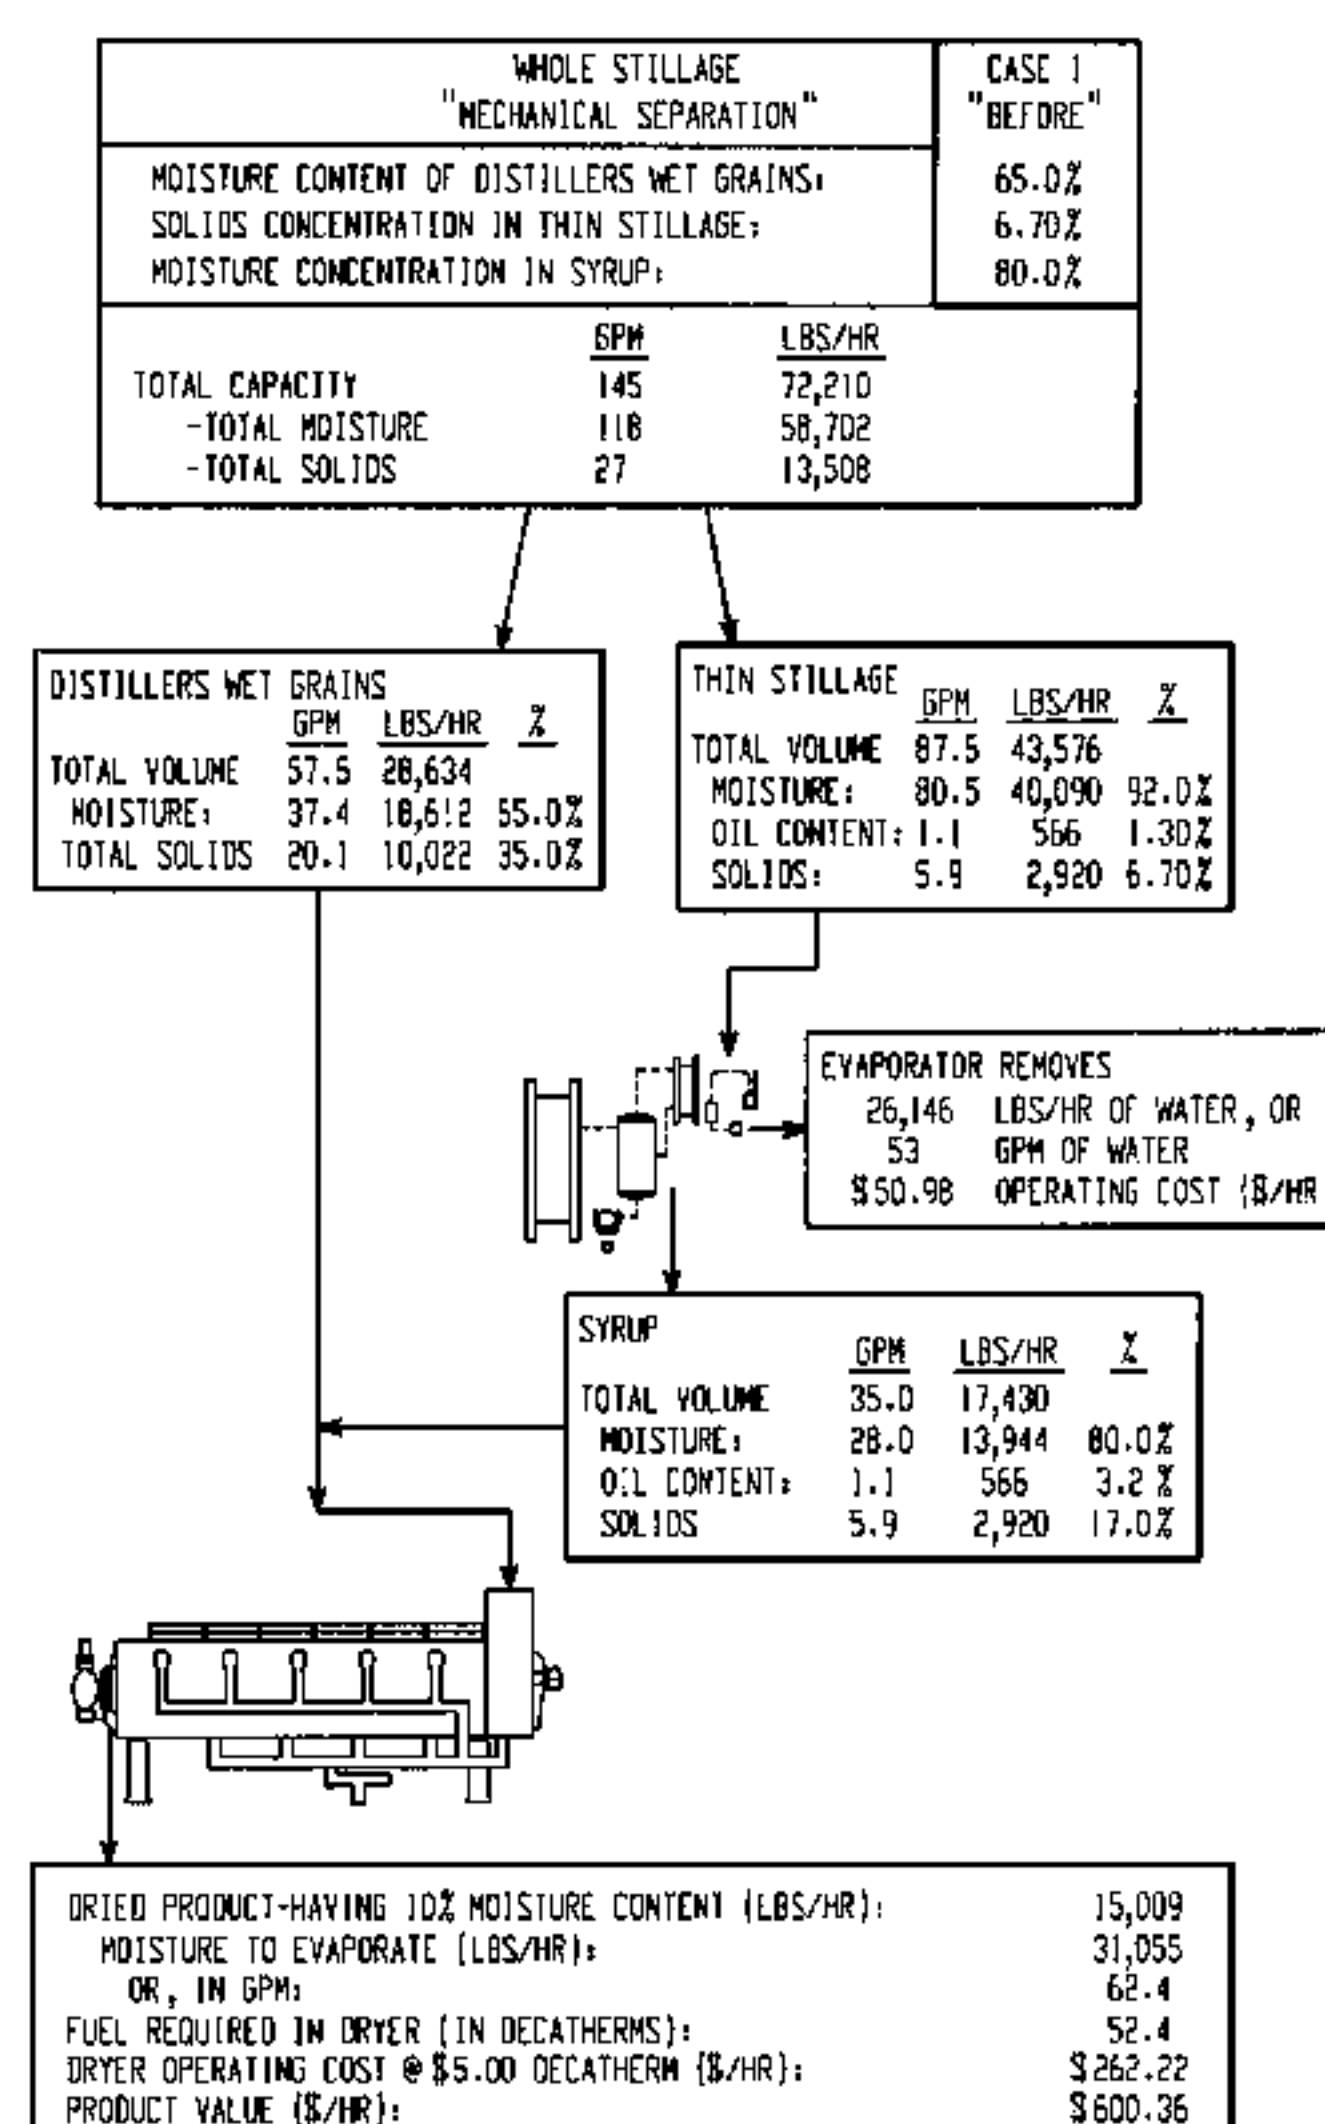 WHOLE STILLAGE
"MECHANICAL SEPARATION"
CASE 1
"BEFORE"
MOISTURE CONTENT OF DISTILLERS WET GRAINS: 65.0%
SOLIDS CONCENTRATION IN THIN STILLAGE: 6.70%
MOISTURE CONCENTRATION IN SYRUP: 80.0%
GPM LBS/HR
TOTAL CAPACITY 145 72,210
-TOTAL MOISTURE 118 58,702
-TOTAL SOLIDS 27 13,508
DISTILLERS WET GRAINS
GPM LBS/HR %
TOTAL VOLUME 57.5 28,634
MOISTURE: 37.4 18,612 65.0%
TOTAL SOLIDS 20.1 10,022 35.0%
THIN STILLAGE
GPM LBS/HR %
TOTAL VOLUME 87.5 43,576
MOISTURE: 80.5 40,090 92.0%
OIL CONTENT: 1.1 566 1.30%
SOLIDS: 5.9 2,920 6.70%
EVAPORATOR REMOVES
26,146 LBS/HR OF WATER, OR
53 GPM OF WATER
$50.98 OPERATING COST ($/HR
SYRUP
GPM LBS/HR %
TOTAL VOLUME 35.0 17,430
MOISTURE: 28.0 13,944 80.0%
OIL CONTENT: 1.1 566 3.2 %
SOLIDS 5.9 2,920 17.0%
DRIED PRODUCT-HAVING 10% MOISTURE CONTENT (LBS/HR): 15,009
MOISTURE TO EVAPORATE (LBS/HR): 31,055
OR, IN GPM: 62.4
FUEL REQUIRED IN DRYER (IN DECATHERMS): 52.4
DRYER OPERATING COST @ $5.00 DECATHERM ($/HR): $262.22
PRODUCT VALUE ($/HR): $600.36